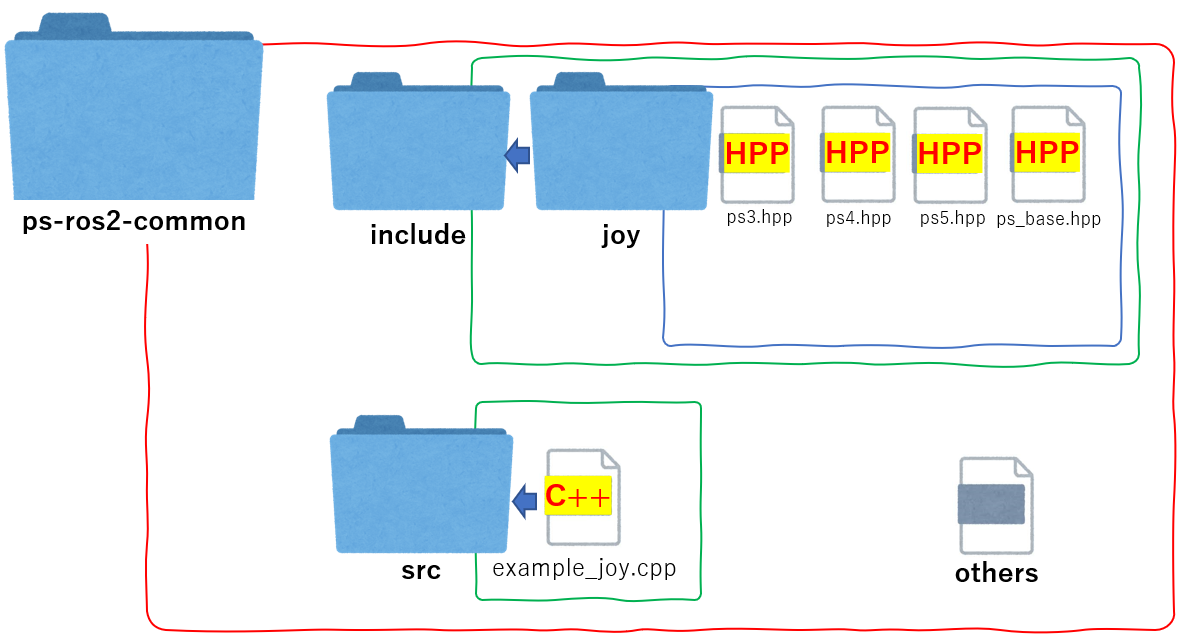 HPP HPP HPP HPP
ps3.hpp ps4.hpp ps5.hpp ps_base.hpp
ps-ros2-common
include joy
C++
example_joy.cpp
src
others